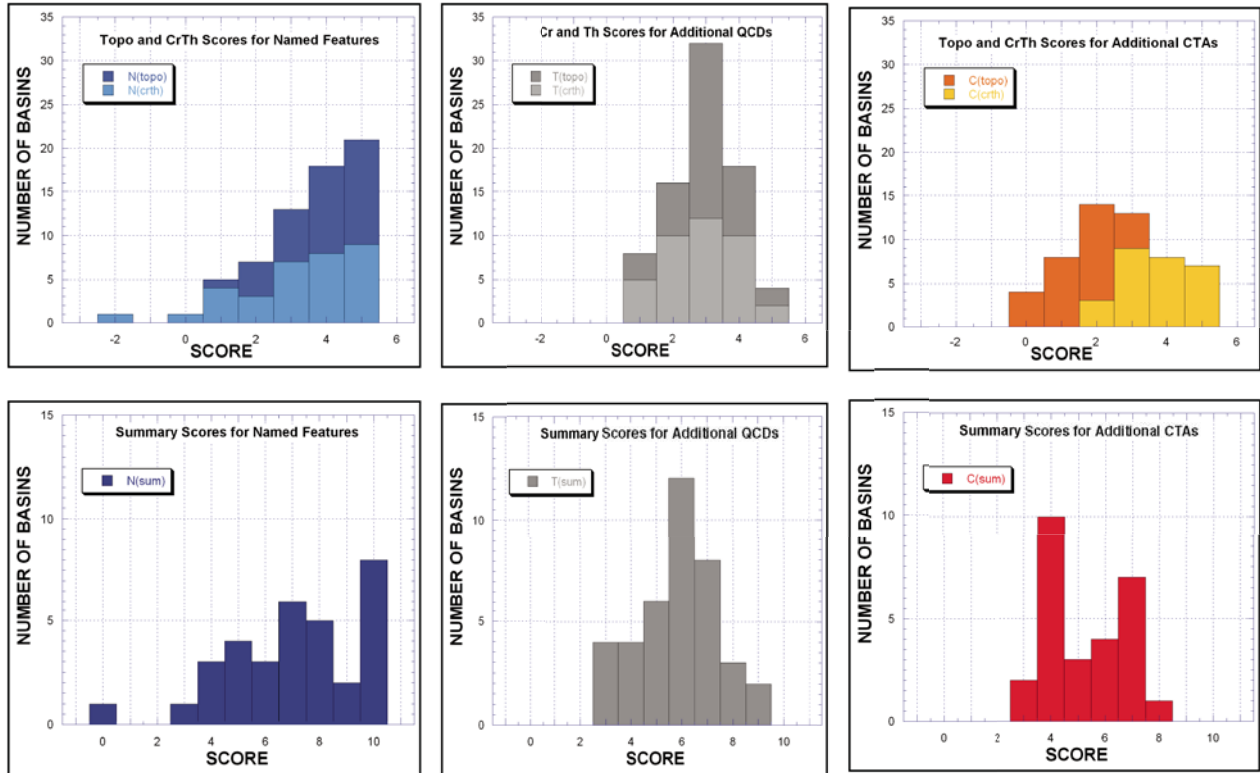 Topo and CrTh Scores for Named Features
N(topo)
N(crth)
NUMBER OF BASINS
35
30
25
20
15
10
5
0
-2 0 2 4 6
SCORE
Cr and Th Scores for Additional QCDs
T(topo)
T(crth)
NUMBER OF BASINS
35
30
25
20
15
10
5
0
-2 0 2 4 6
SCORE
Topo and CrTh Scores for Additional CTAs
C(topo)
C(crth)
NUMBER OF BASINS
35
30
25
20
15
10
5
0
-2 0 2 4 6
SCORE
Summary Scores for Named Features
N(sum)
NUMBER OF BASINS
15
10
5
0
0 2 4 6 8 10
SCORE
Summary Scores for Additional QCDs
T(sum)
NUMBER OF BASINS
15
10
5
0
0 2 4 6 8 10
SCORE
Summary Scores for Additional CTAs
C(sum)
NUMBER OF BASINS
15
10
5
0
0 2 4 6 8 10
SCORE